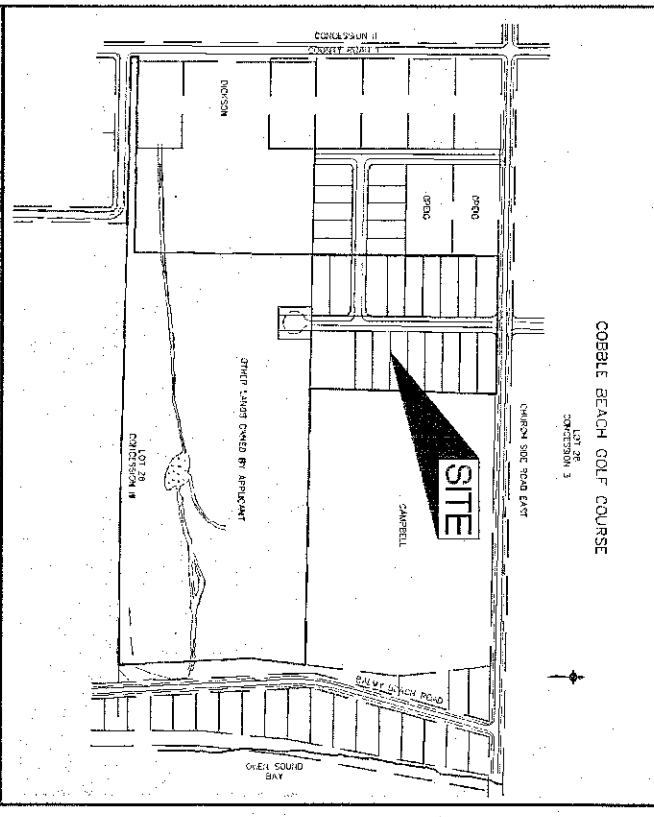 COBBLE BEACH GOLF COURSE
LOT 28
CONCESSION 3
CHURCH SIDE ROAD EAST
CONCESSION II
COUNTY ROAD 1
DICKSON
SITE
CAMPBELL
OTHER LANDS OWNED BY APPLICANT
LOT 28
CONCESSION III
BALMY BEACH ROAD
OWEN SOUND
BAY